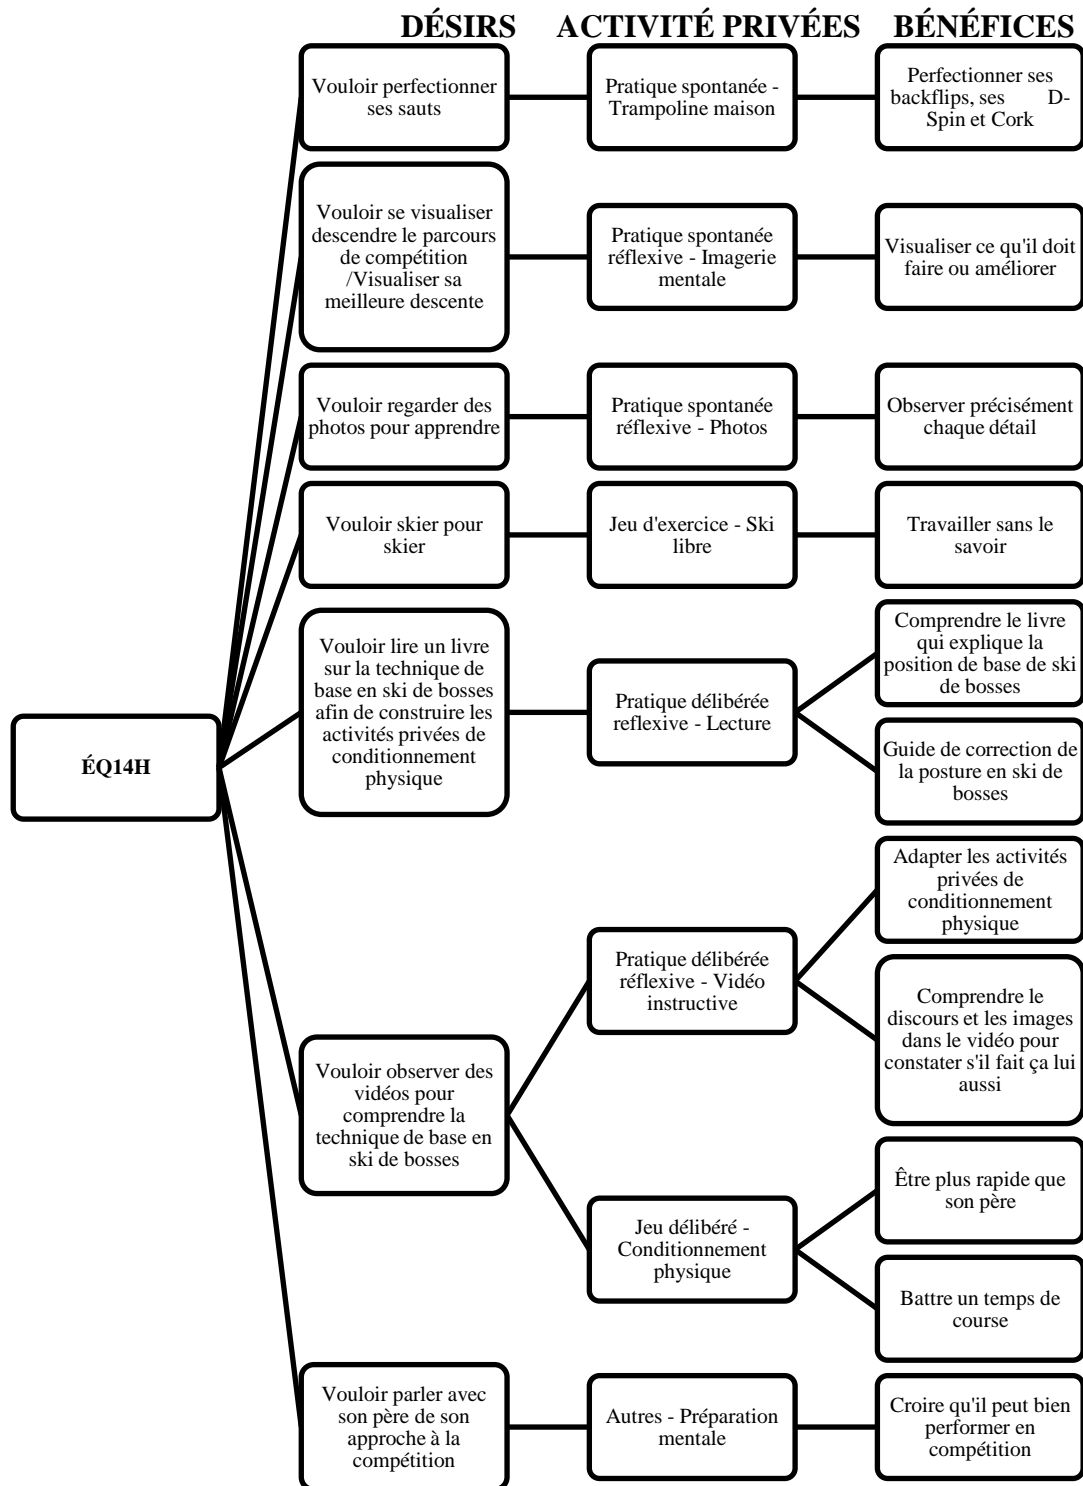 DÉSIRS ACTIVITÉ PRIVÉES BÉNÉFICES
Vouloir perfectionner
ses sauts
Pratique spontanée -
Trampoline maison
Perfectionner ses
backflips, ses D-
Spin et Cork
Vouloir se visualiser
descendre le parcours
de compétition
/Visualiser sa
meilleure descente
Pratique spontanée
réflexive - Imagerie
mentale
Visualiser ce qu'il doit
faire ou améliorer
Vouloir regarder des
photos pour apprendre
Pratique spontanée
réflexive - Photos
Observer précisément
chaque détail
Vouloir skier pour
skier
Jeu d'exercice - Ski
libre
Travailler sans le
savoir
ÉQ14H
Vouloir lire un livre
sur la technique de
base en ski de bosses
afin de construire les
activités privées de
conditionnement
physique
Pratique délibérée
reflexive - Lecture
Comprendre le livre
qui explique la
position de base de ski
de bosses
Guide de correction de
la posture en ski de
bosses
Vouloir observer des
vidéos pour
comprendre la
technique de base en
ski de bosses
Pratique délibérée
réflexive - Vidéo
instructive
Adapter les activités
privées de
conditionnement
physique
Comprendre le
discours et les images
dans le vidéo pour
constater s'il fait ça lui
aussi
Jeu délibéré -
Conditionnement
physique
Être plus rapide que
son père
Battre un temps de
course
Vouloir parler avec
son père de son
approche à la
compétition
Autres - Préparation
mentale
Croire qu'il peut bien
performer en
compétition